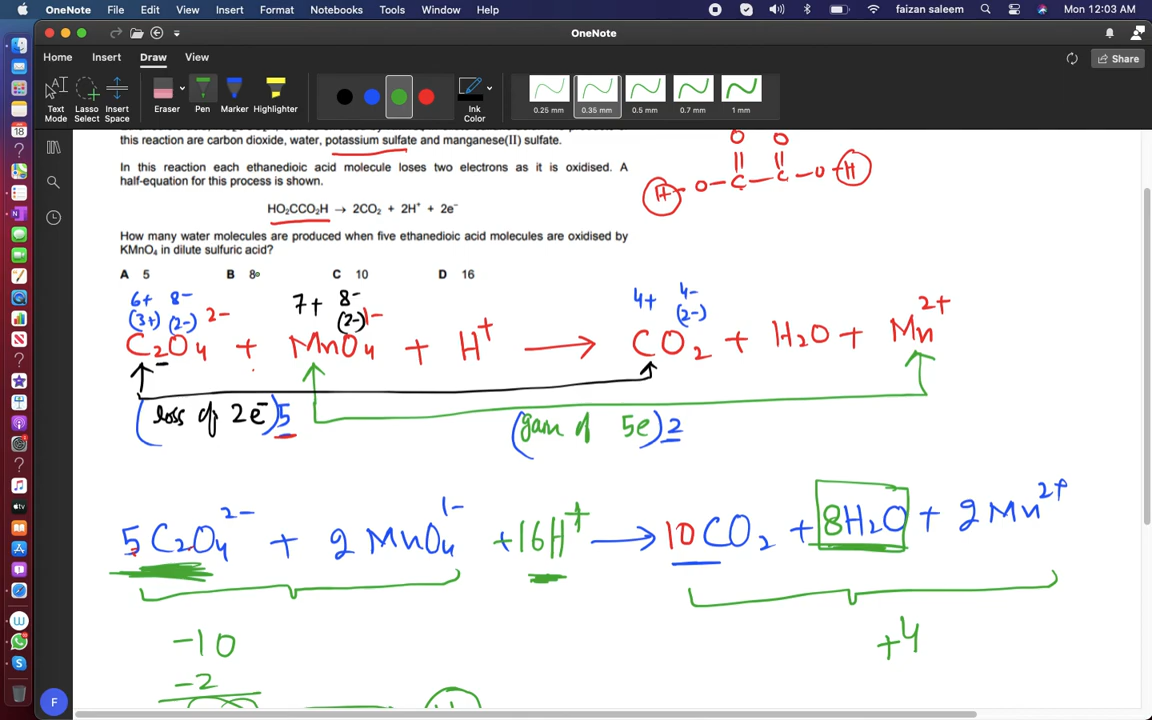 OneNote File Edit View Insert Format Notebooks Tools Window Help faizan saleem Mon 12:03 AM
OneNote
Home Insert Draw View Share
Text Mode Lasso Select Insert Space Eraser Pen Marker Highlighter Ink Color 0.25 mm 0.35 mm 0.5 mm 0.7 mm 1 mm
this reaction are carbon dioxide, water, potassium sulfate and manganese(II) sulfate.
In this reaction each ethanedioic acid molecule loses two electrons as it is oxidised. A
half-equation for this process is shown.
HO₂CCO₂H → 2CO₂ + 2H⁺ + 2e⁻
How many water molecules are produced when five ethanedioic acid molecules are oxidised by
KMnO₄ in dilute sulfuric acid?
A 5 B 8 C 10 D 16
O O
H-O-C-C-O-H
6+ 8- 7+ 8- 4+ 4-
(3+) (2-) 2- (2-) 1- (2-) 2+
C₂O₄ + MnO₄ + H⁺ → CO₂ + H₂O + Mn
(loss of 2e⁻)5 (gain of 5e)2
5C₂O₄²⁻ + 2MnO₄¹⁻ + 16H⁺ → 10CO₂ + 8H₂O + 2Mn²⁺
-10 +4
-2
F